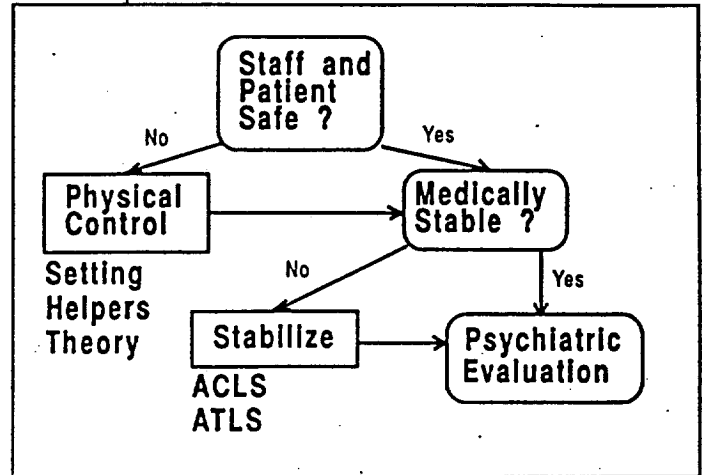 Staff and
Patient
Safe ?
No
Yes
Physical
Control
Medically
Stable ?
Setting
Helpers
Theory
No
Yes
Stabilize
Psychiatric
Evaluation
ACLS
ATLS